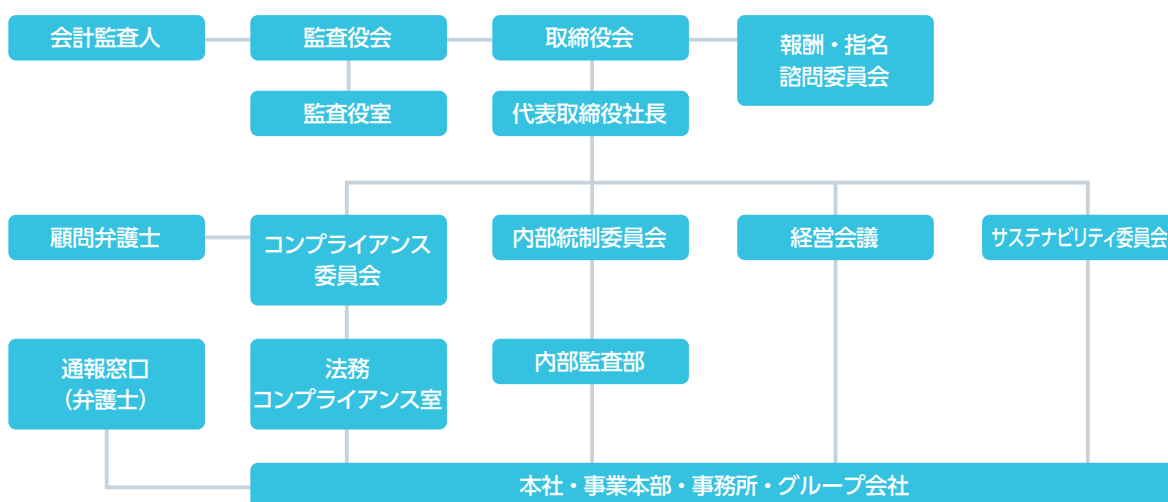 会計監査人
監査役会
取締役会
報酬・指名
諮問委員会
監査役室
代表取締役社長
顧問弁護士
コンプライアンス
委員会
内部統制委員会
経営会議
サステナビリティ委員会
通報窓口
（弁護士）
法務
コンプライアンス室
内部監査部
本社・事業本部・事務所・グループ会社